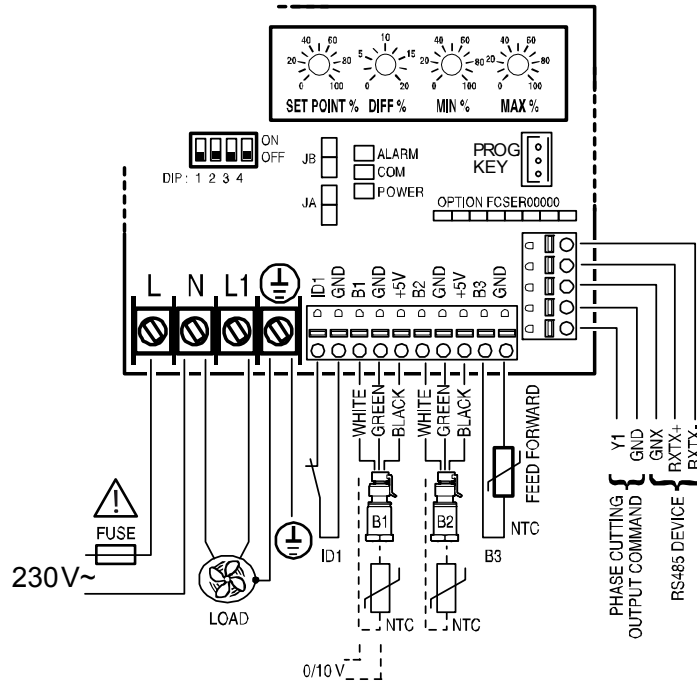 40 60
20 80
0 100
SET POINT %
10
5 15
0 20
DIFF %
40 60
20 80
0 100
MIN %
40 60
20 80
0 100
MAX %
ON
OFF
DIP: 1 2 3 4
JB
JA
ALARM
COM
POWER
PROG
KEY
OPTION FCSER00000
L N L1
ID1
GND
B1
GND
+5V
B2
GND
+5V
B3
GND
WHITE
GREEN
BLACK
WHITE
GREEN
BLACK
FEED FORWARD
Y1
GND
GNX
RXTX+
RXTX-
PHASE CUTTING
OUTPUT COMMAND
RS485 DEVICE
FUSE
230V~
LOAD
ID1
B1
B2
B3
NTC
NTC
NTC
0/10 V